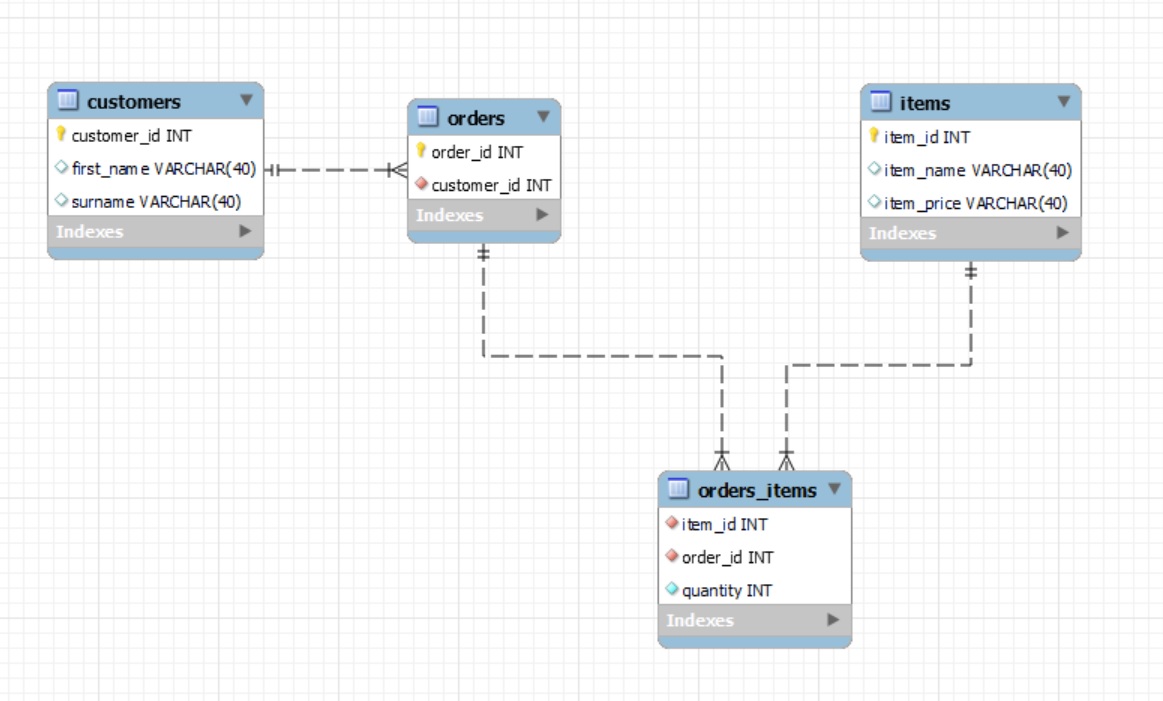 customers
customer_id INT
first_name VARCHAR(40)
surname VARCHAR(40)
Indexes
orders
order_id INT
customer_id INT
Indexes
items
item_id INT
item_name VARCHAR(40)
item_price VARCHAR(40)
Indexes
orders_items
item_id INT
order_id INT
quantity INT
Indexes